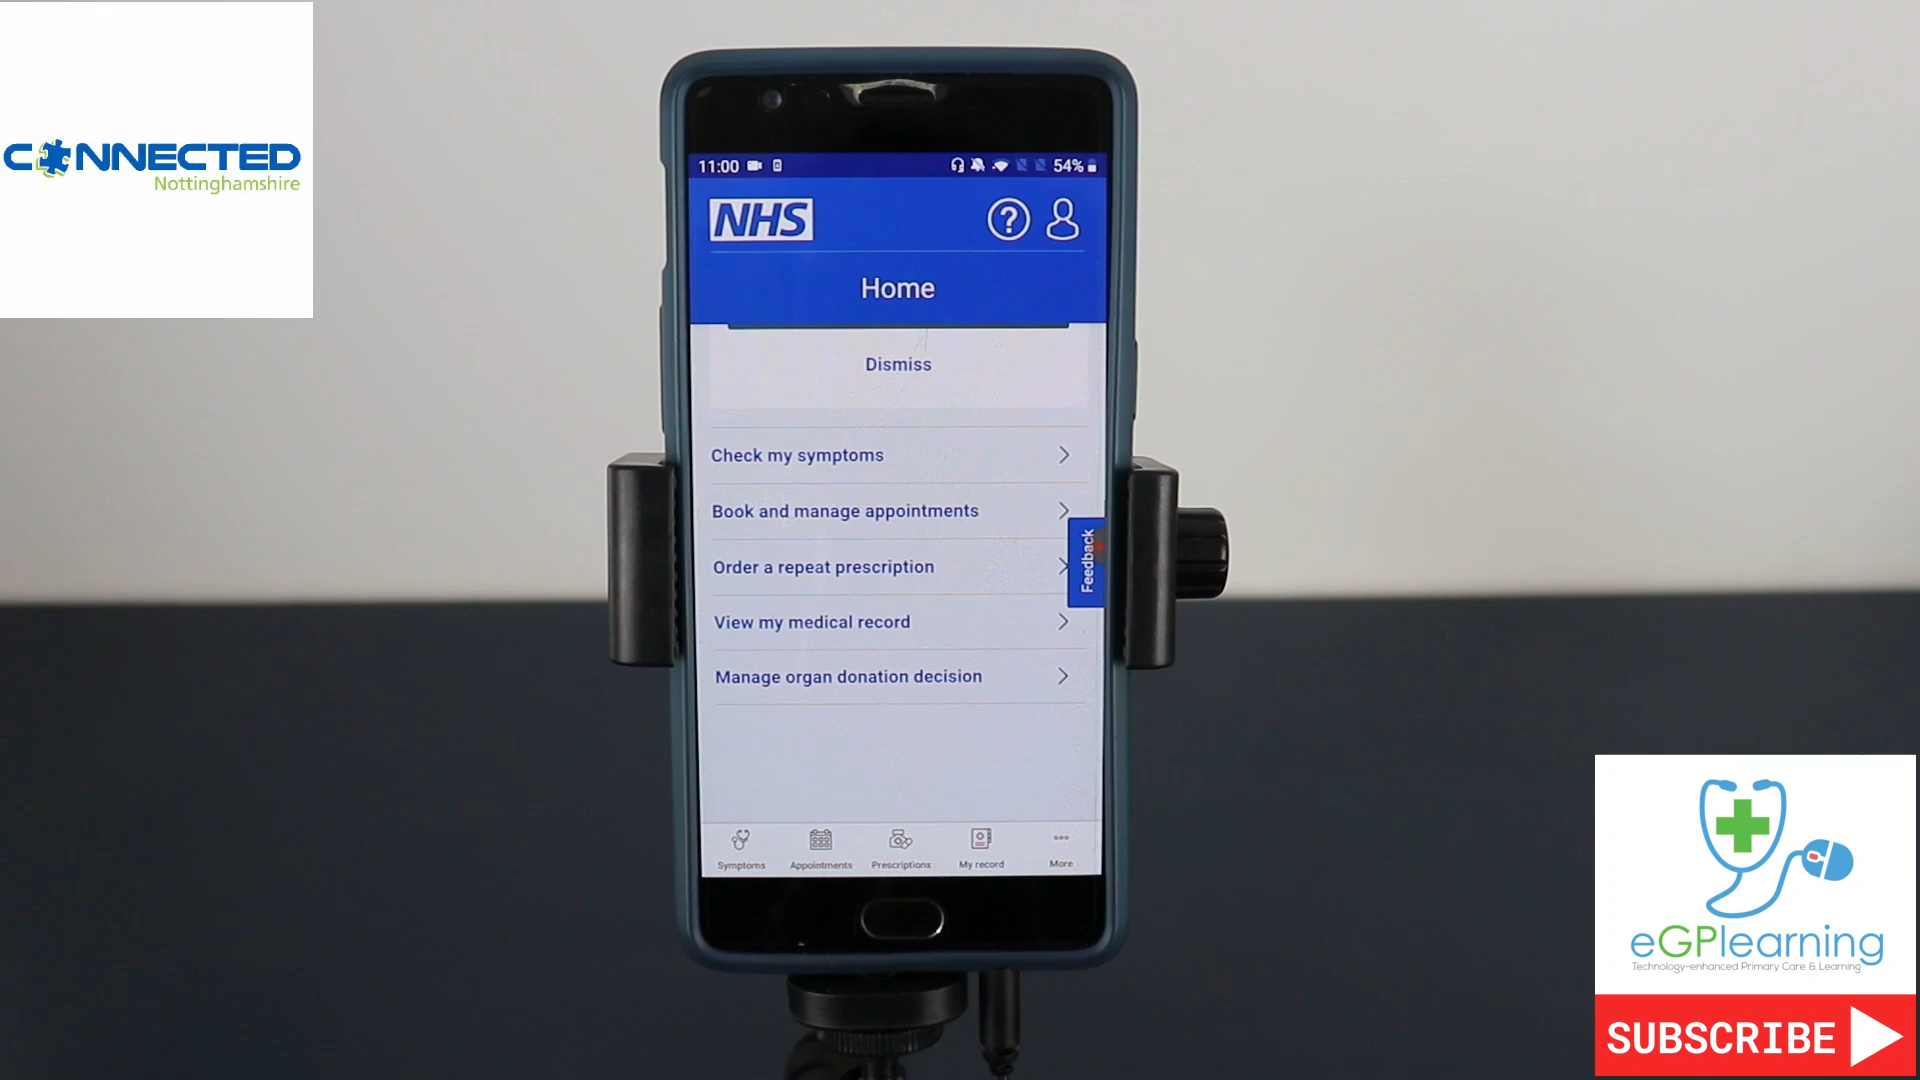 CONNECTED
Nottinghamshire
11:00
54%
NHS
Home
Dismiss
Check my symptoms
Book and manage appointments
Order a repeat prescription
Feedback
View my medical record
Manage organ donation decision
Symptoms
Appointments
Prescriptions
My record
More
eGPlearning
Technology-enhanced Primary Care & Learning
SUBSCRIBE